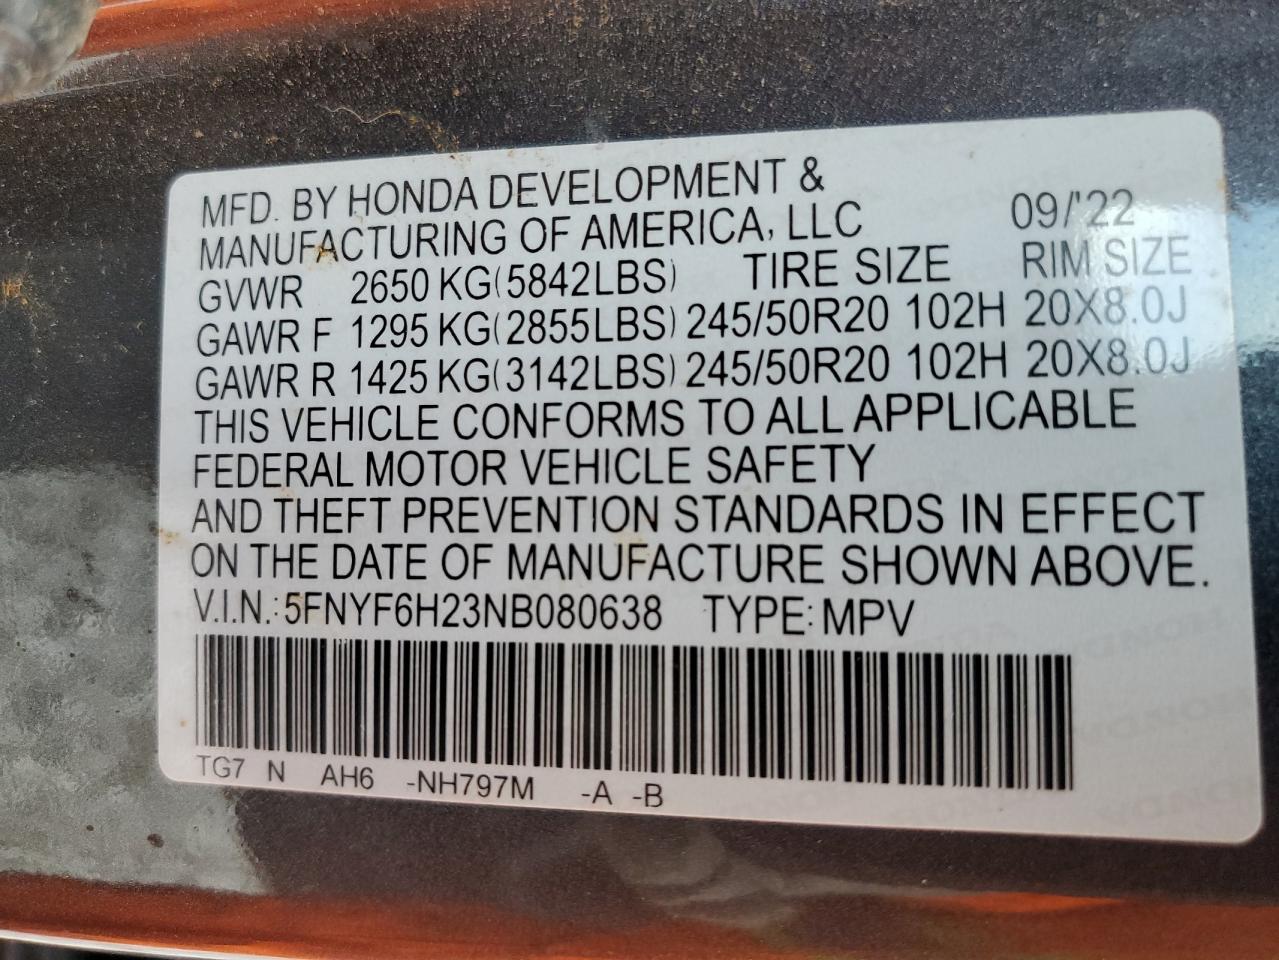 MFD. BY HONDA DEVELOPMENT &
MANUFACTURING OF AMERICA, LLC 09/'22
GVWR 2650 KG(5842LBS) TIRE SIZE RIM SIZE
GAWR F 1295 KG(2855LBS) 245/50R20 102H 20X8.0J
GAWR R 1425 KG(3142LBS) 245/50R20 102H 20X8.0J
THIS VEHICLE CONFORMS TO ALL APPLICABLE
FEDERAL MOTOR VEHICLE SAFETY
AND THEFT PREVENTION STANDARDS IN EFFECT
ON THE DATE OF MANUFACTURE SHOWN ABOVE.
V.I.N.: 5FNYF6H23NB080638 TYPE: MPV
TG7 N AH6 -NH797M -A -B